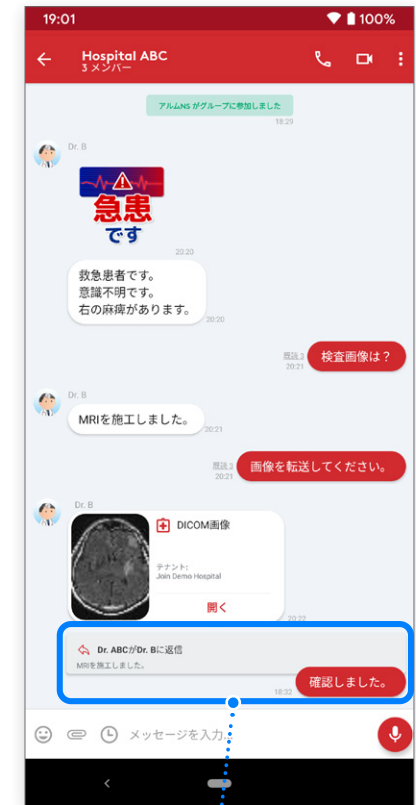 19:01
100%
Hospital ABC
3 メンバー
アルムNS がグループに参加しました
18:29
Dr. B
急患
です
20:20
救急患者です。
意識不明です。
右の麻痺があります。
20:20
既読 3
20:21
検査画像は？
Dr. B
MRIを施工しました。
20:21
既読 3
20:21
画像を転送してください。
Dr. B
DICOM画像
テナント:
Join Demo Hospital
開く
20:22
Dr. ABCがDr. Bに返信
MRIを施工しました。
18:32
確認しました。
メッセージを入力...